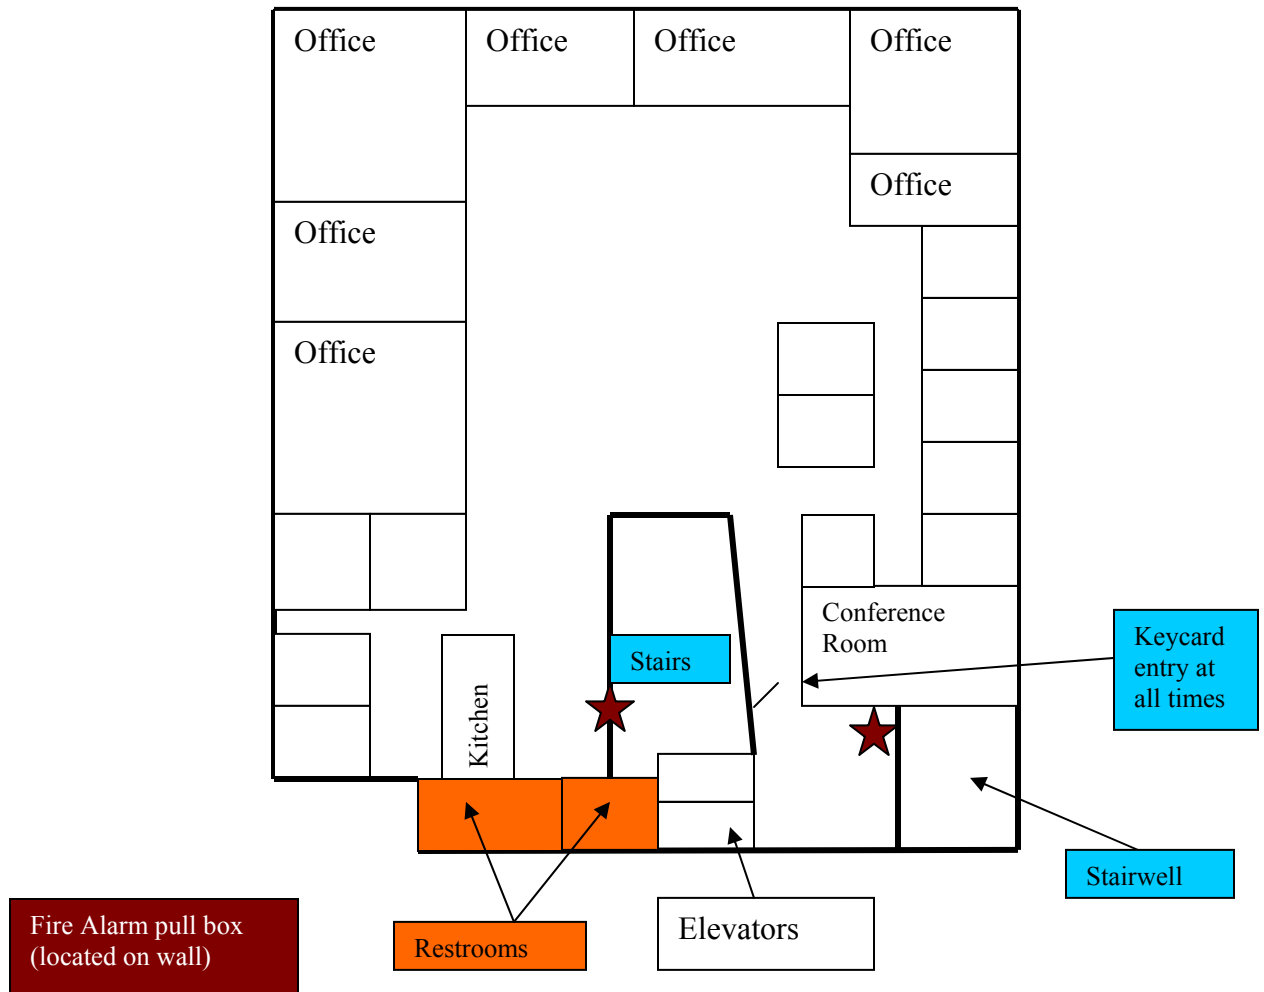 Office
Office
Office
Office
Office
Office
Office
Conference
Room
Keycard
entry at
all times
Stairs
Kitchen
Stairwell
Fire Alarm pull box
(located on wall)
Restrooms
Elevators